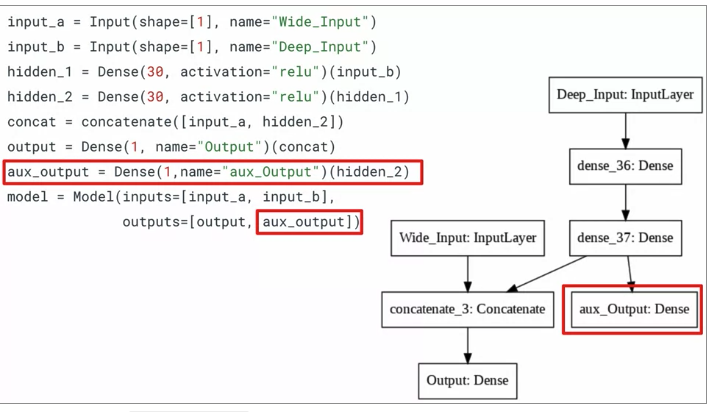 input_a = Input(shape=[1], name="Wide_Input")
input_b = Input(shape=[1], name="Deep_Input")
hidden_1 = Dense(30, activation="relu")(input_b)
hidden_2 = Dense(30, activation="relu")(hidden_1)
concat = concatenate([input_a, hidden_2])
output = Dense(1, name="Output")(concat)
aux_output = Dense(1,name="aux_Output")(hidden_2)
model = Model(inputs=[input_a, input_b],
outputs=[output, aux_output])
Deep_Input: InputLayer
dense_36: Dense
Wide_Input: InputLayer
dense_37: Dense
concatenate_3: Concatenate
aux_Output: Dense
Output: Dense